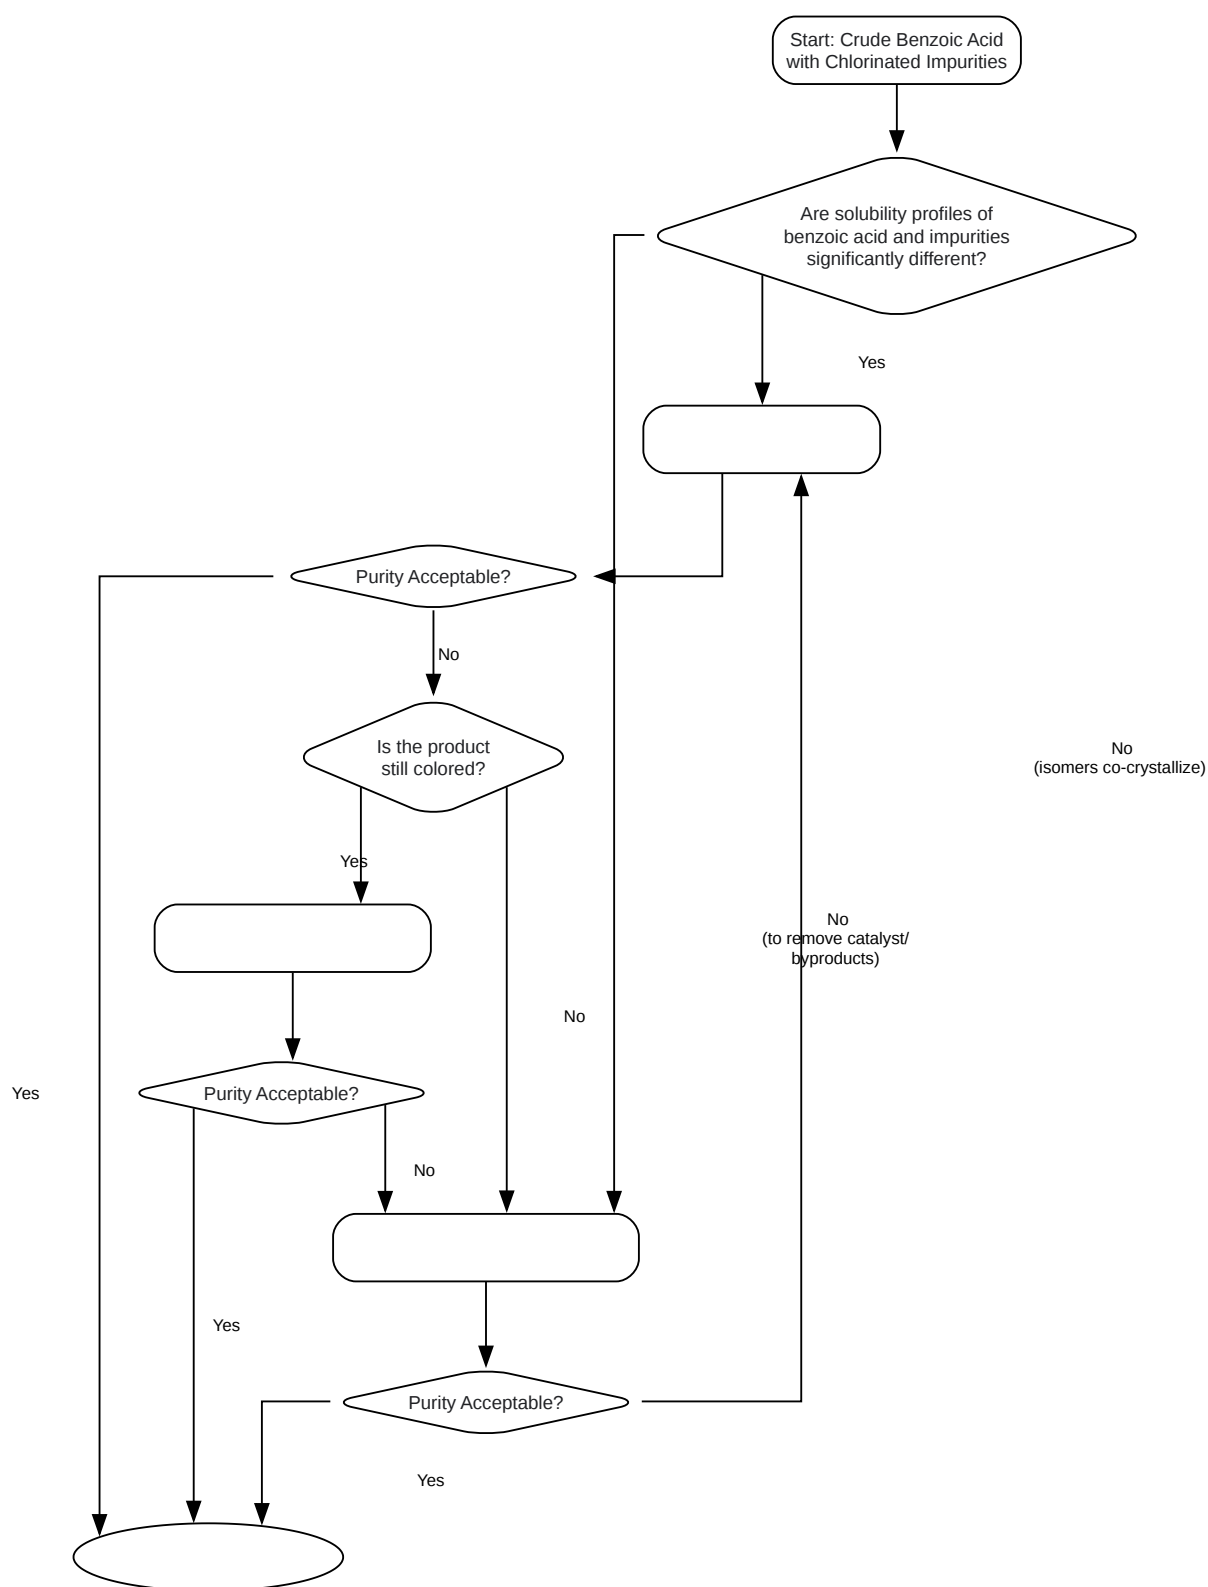 Start: Crude Benzoic Acid
with Chlorinated Impurities
Are solubility profiles of
benzoic acid and impurities
significantly different?
Yes
Purity Acceptable?
No
Is the product
still colored?
No
(isomers co-crystallize)
Yes
No
(to remove catalyst/
byproducts)
No
Yes
Purity Acceptable?
No
Yes
Purity Acceptable?
Yes